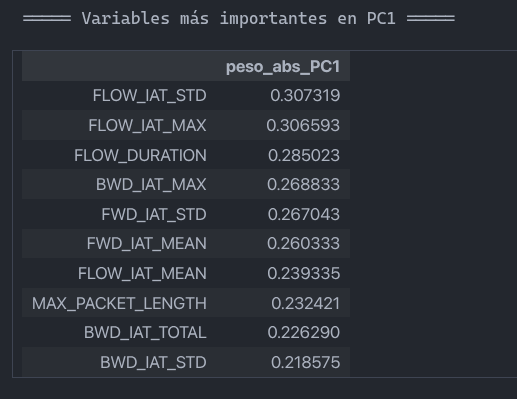 ===== Variables más importantes en PC1 =====
peso_abs_PC1
FLOW_IAT_STD 0.307319
FLOW_IAT_MAX 0.306593
FLOW_DURATION 0.285023
BWD_IAT_MAX 0.268833
FWD_IAT_STD 0.267043
FWD_IAT_MEAN 0.260333
FLOW_IAT_MEAN 0.239335
MAX_PACKET_LENGTH 0.232421
BWD_IAT_TOTAL 0.226290
BWD_IAT_STD 0.218575